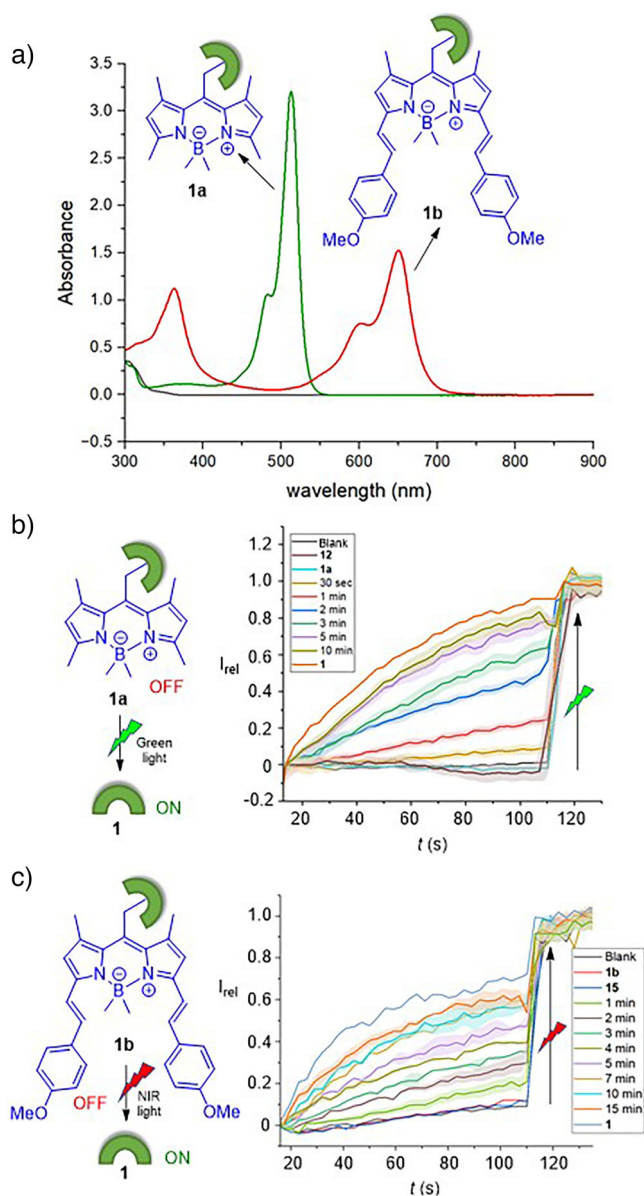 a)
3.5
3.0
2.5
2.0
1.5
1.0
0.5
0.0
−0.5
Absorbance
300 400 500 600 700 800 900
wavelength (nm)
N N
B
⊖
⊕
1a
N N
B
⊖
⊕
1b
MeO OMe
b)
N N
B
⊖
⊕
1a
OFF
Green
light
1
ON
1.2
1.0
0.8
0.6
0.4
0.2
0
-0.2
Irel
Blank
12
1a
30 sec
1 min
2 min
3 min
5 min
10 min
1
20 40 60 80 100 120
t (s)
c)
N N
B
⊖
⊕
MeO OMe
1b
OFF
NIR
light
1
ON
1.0
0.8
0.6
0.4
0.2
0
Irel
Blank
1b
15
1 min
2 min
3 min
4 min
5 min
7 min
10 min
15 min
1
20 40 60 80 100 120
t (s)